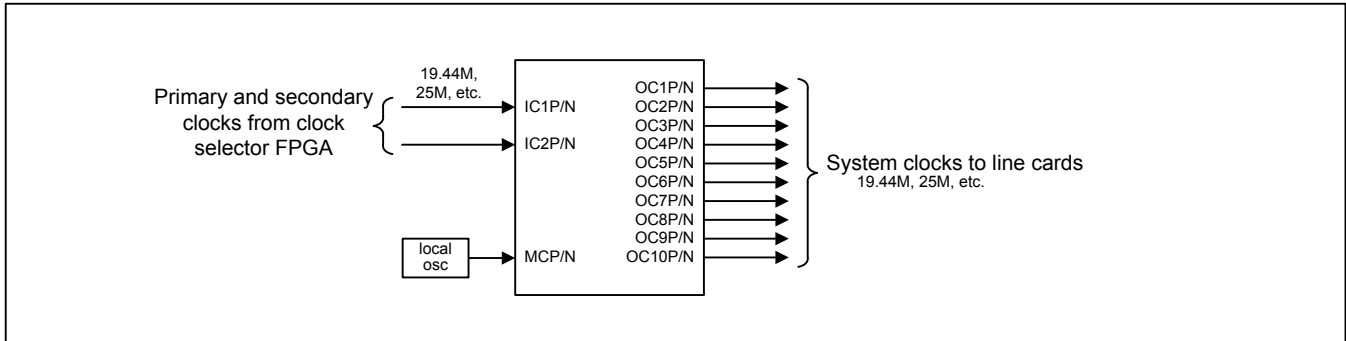 Primary and secondary
clocks from clock
selector FPGA
19.44M,
25M, etc.
IC1P/N
IC2P/N
local
osc
MCP/N
OC1P/N
OC2P/N
OC3P/N
OC4P/N
OC5P/N
OC6P/N
OC7P/N
OC8P/N
OC9P/N
OC10P/N
System clocks to line cards
19.44M, 25M, etc.